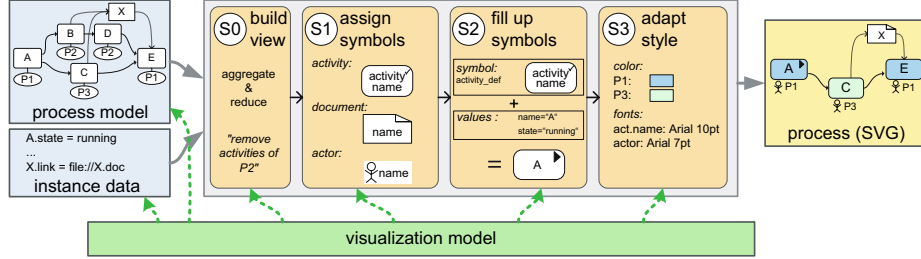 X
B
D
A
P2
P2
E
P1
C
P1
P3
process model
A.state = running
...
X.link = file://X.doc
instance data
S0 build
view
aggregate
&
reduce
"remove
activities of
P2"
S1 assign
symbols
activity:
activity
name
document:
name
actor:
name
S2 fill up
symbols
symbol:
activity_def
activity
name
+
values :
name="A"
state="running"
=
A
S3 adapt
style
color:
P1:
P3:
fonts:
act.name: Arial 10pt
actor: Arial 7pt
X
A
E
P1
C
P1
P3
process (SVG)
visualization model